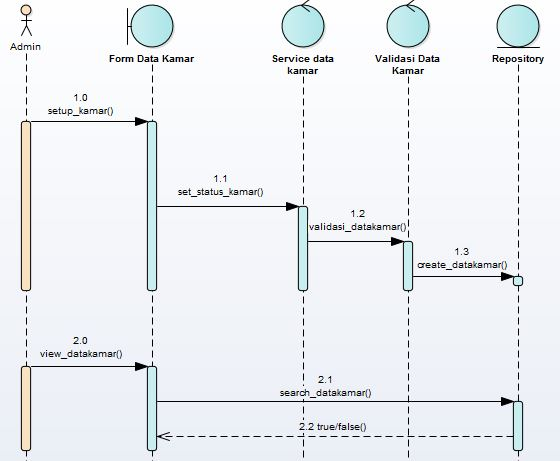 Admin
Form Data Kamar
Service data
kamar
Validasi Data
Kamar
Repository
1.0
setup_kamar()
1.1
set_status_kamar()
1.2
validasi_datakamar()
1.3
create_datakamar()
2.0
view_datakamar()
2.1
search_datakamar()
2.2 true/false()